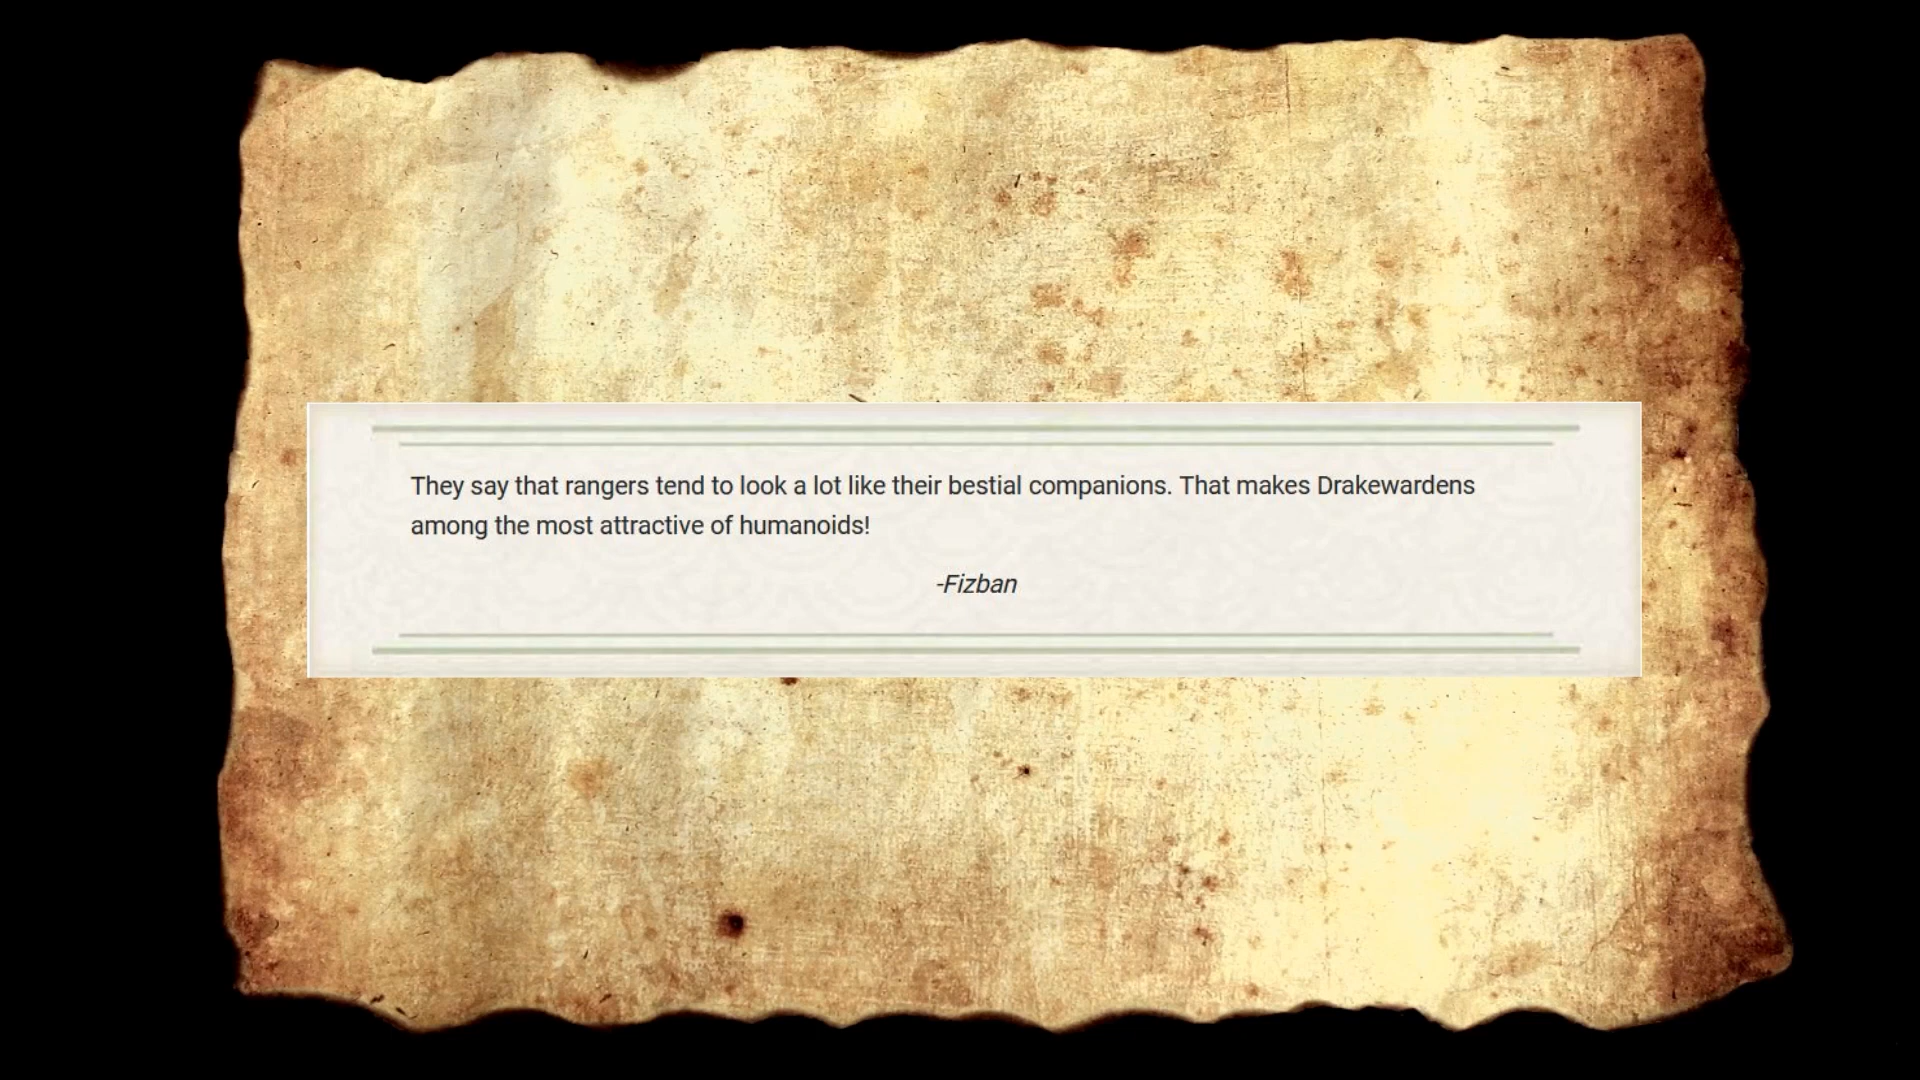 They say that rangers tend to look a lot like their bestial companions. That makes Drakewardens
among the most attractive of humanoids!
-Fizban